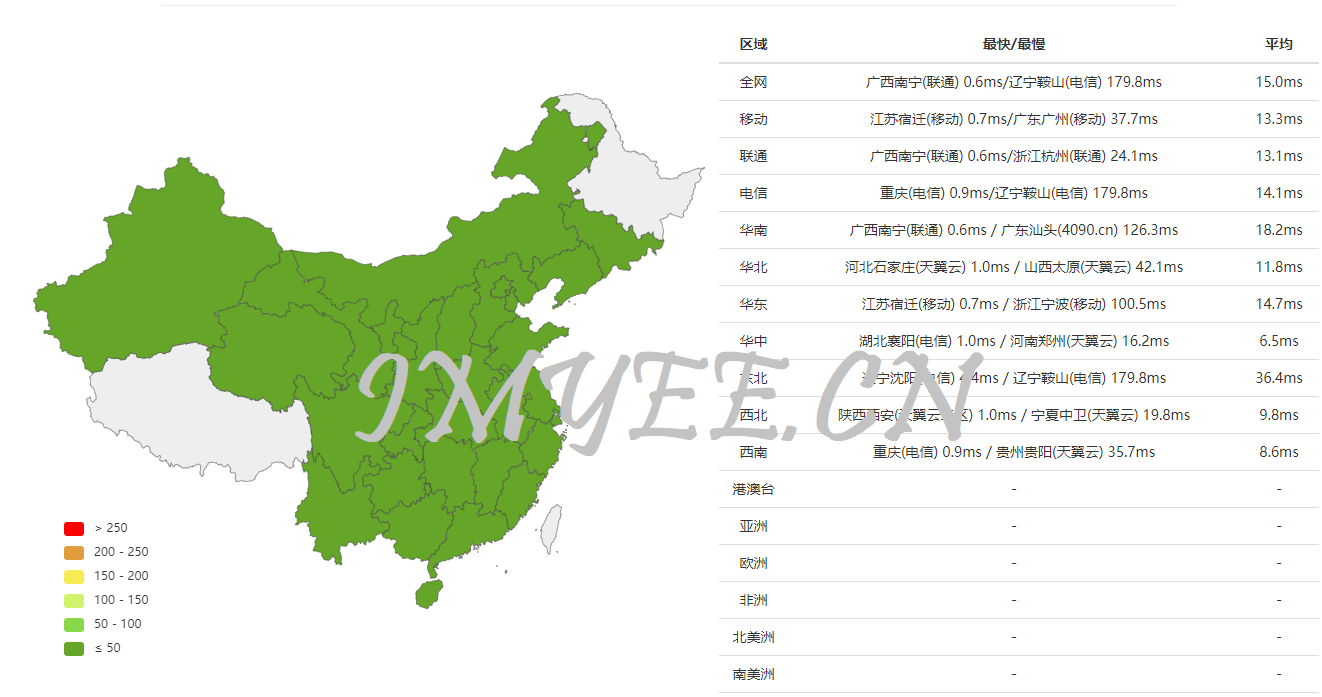 区域 最快/最慢 平均
全网 广西南宁(联通) 0.6ms/辽宁鞍山(电信) 179.8ms 15.0ms
移动 江苏宿迁(移动) 0.7ms/广东广州(移动) 37.7ms 13.3ms
联通 广西南宁(联通) 0.6ms/浙江杭州(联通) 24.1ms 13.1ms
电信 重庆(电信) 0.9ms/辽宁鞍山(电信) 179.8ms 14.1ms
华南 广西南宁(联通) 0.6ms / 广东汕头(4090.cn) 126.3ms 18.2ms
华北 河北石家庄(天翼云) 1.0ms / 山西太原(天翼云) 42.1ms 11.8ms
华东 江苏宿迁(移动) 0.7ms / 浙江宁波(移动) 100.5ms 14.7ms
华中 湖北襄阳(电信) 1.0ms / 河南郑州(天翼云) 16.2ms 6.5ms
东北 辽宁沈阳(电信) 4.4ms / 辽宁鞍山(电信) 179.8ms 36.4ms
西北 陕西西安(天翼云 区) 1.0ms / 宁夏中卫(天翼云) 19.8ms 9.8ms
西南 重庆(电信) 0.9ms / 贵州贵阳(天翼云) 35.7ms 8.6ms
港澳台 - -
亚洲 - -
欧洲 - -
非洲 - -
北美洲 - -
南美洲 - -
JMYEE.CN
> 250
200 - 250
150 - 200
100 - 150
50 - 100
≤ 50